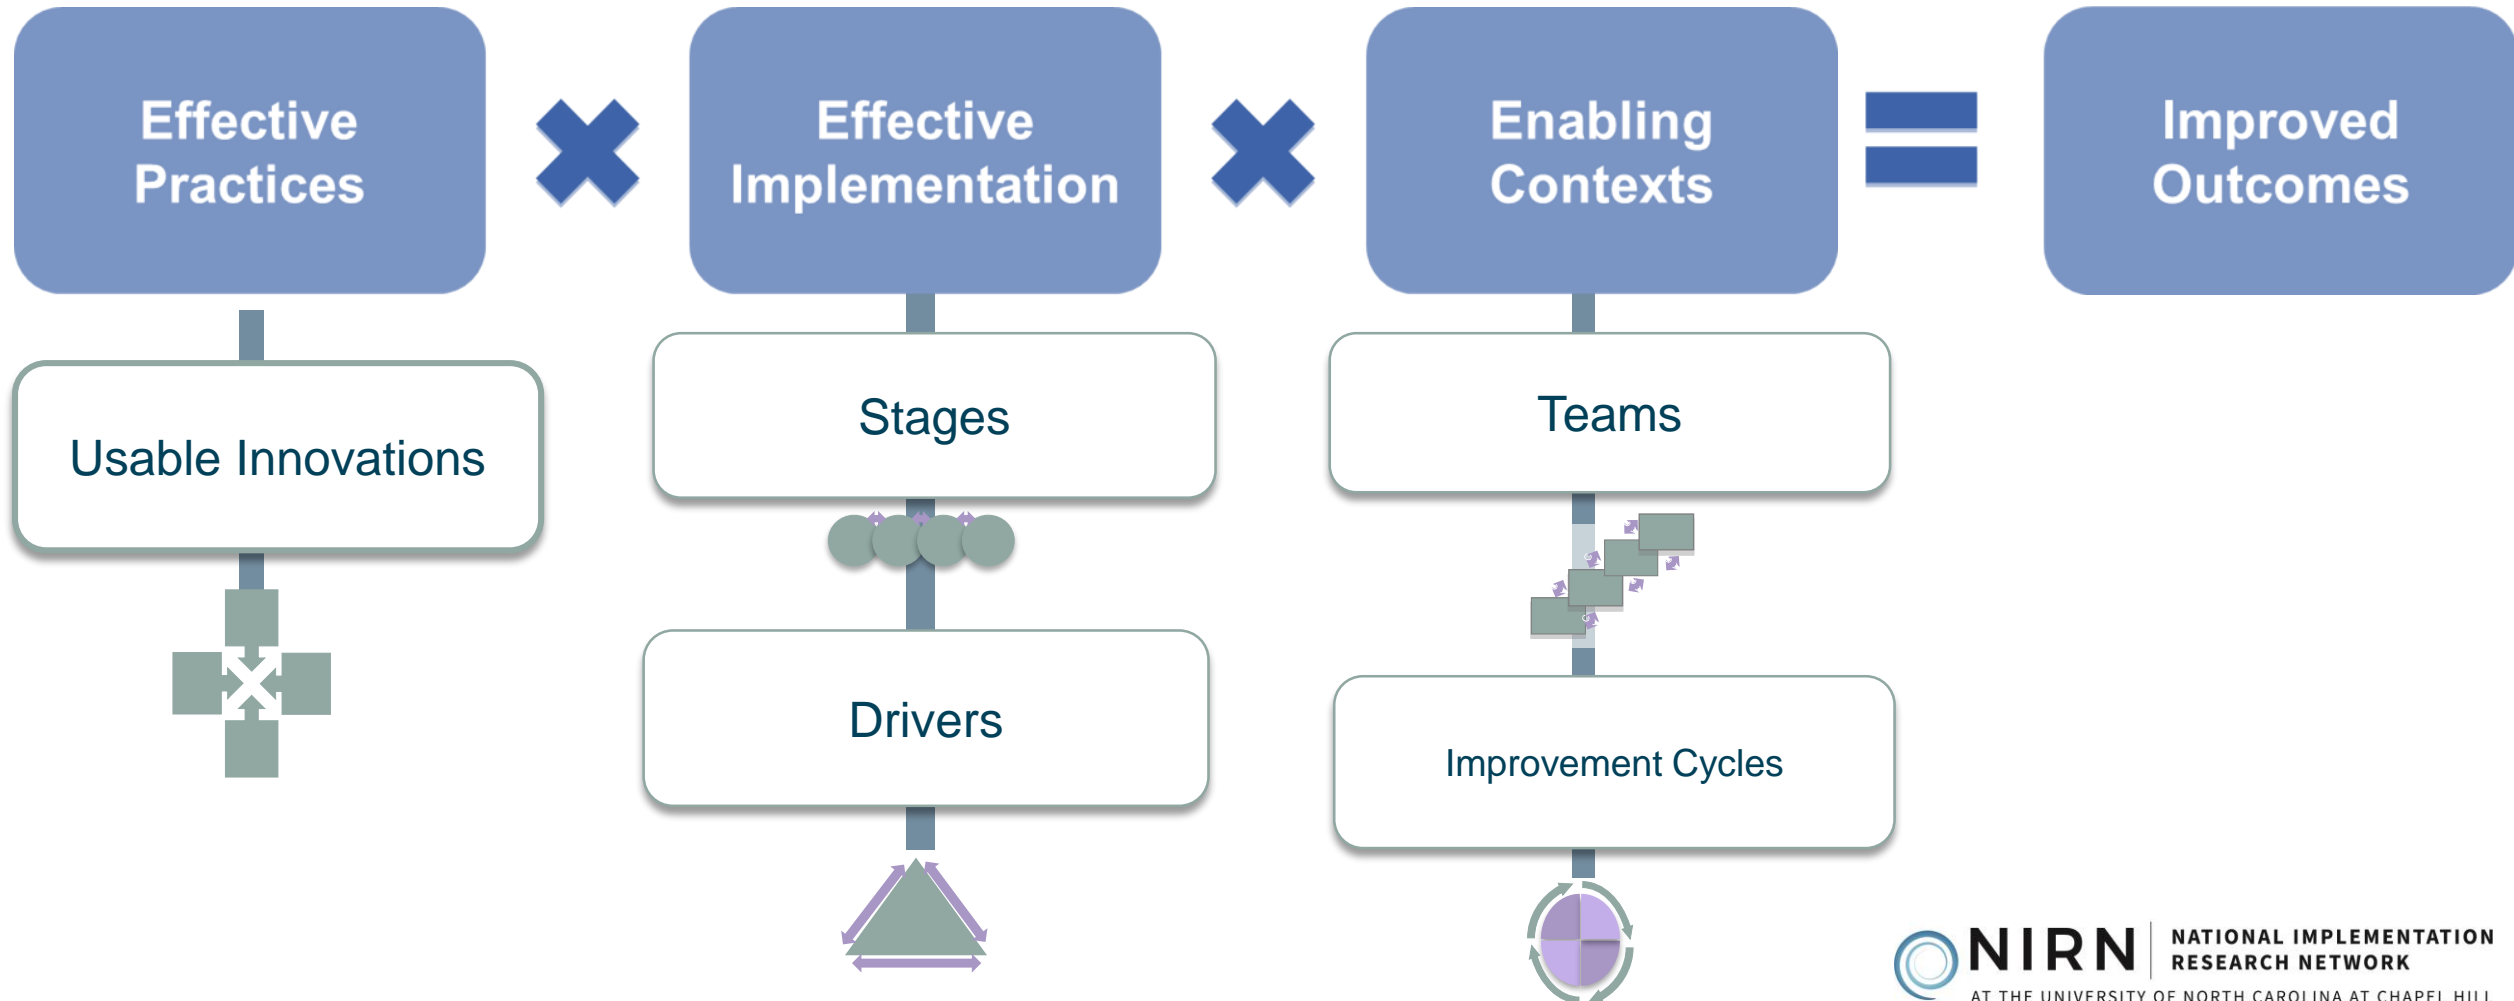 Effective
Practices
Effective
Implementation
Enabling
Contexts
Improved
Outcomes
Usable Innovations
Stages
Teams
Drivers
Improvement Cycles
NIRN
NATIONAL IMPLEMENTATION
RESEARCH NETWORK
AT THE UNIVERSITY OF NORTH CAROLINA AT CHAPEL HILL